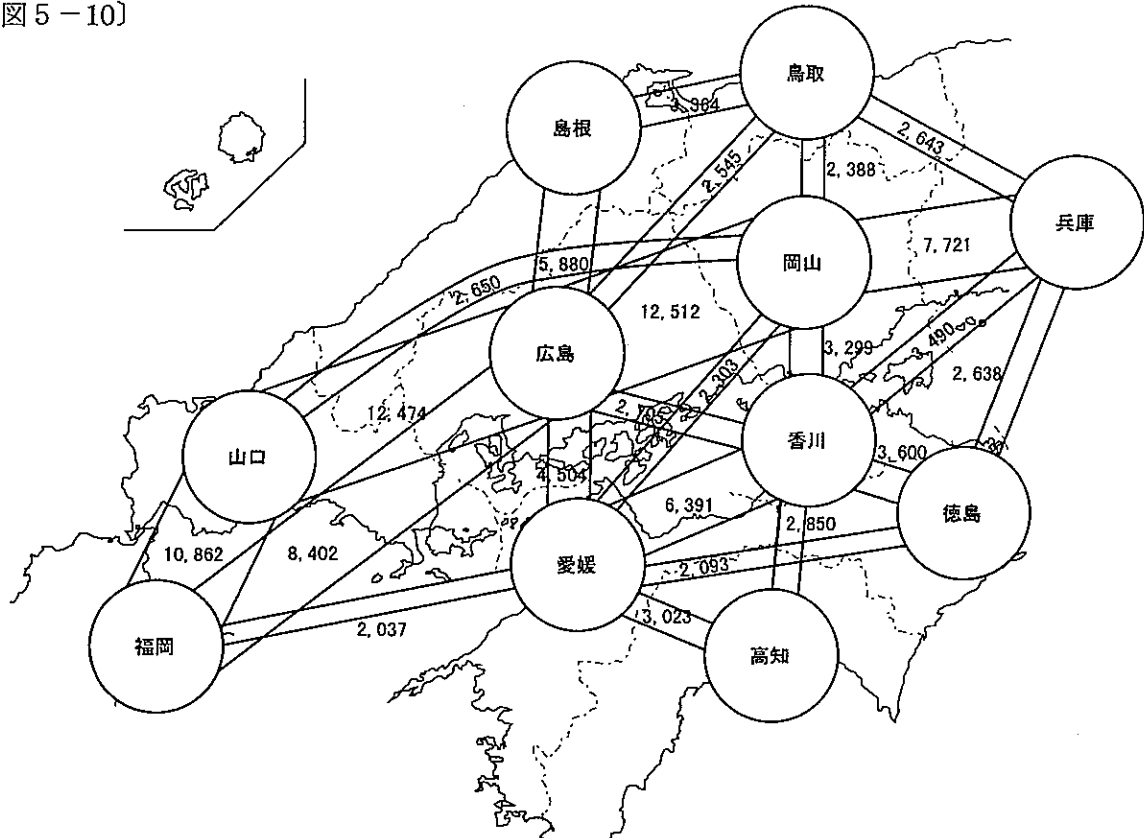 図5-10〕
鳥取
島根
3,364
2,643
2,545
2,388
兵庫
7,721
岡山
5,880
2,650
12,512
広島
3,299
3,490
2,303
2,638
12,474
香川
3,600
山口
4,504
6,391
徳島
2,850
10,862
8,402
愛媛
2,093
2,037
3,023
福岡
高知